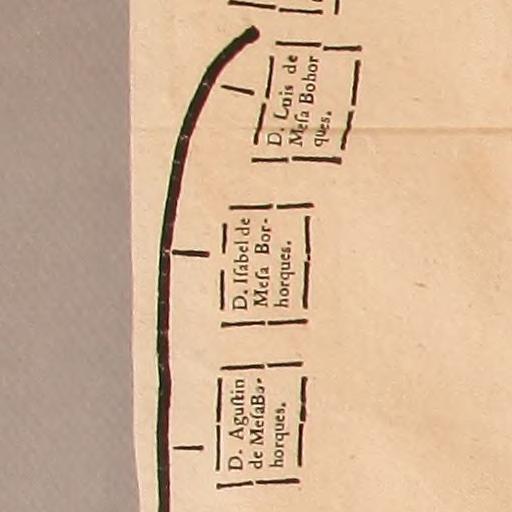 D. Luis de
Meſa Bohor
ques.
D. Iſabel de
Meſa Bor-
horques.
D. Aguſtin
de MeſaBo-
horques.